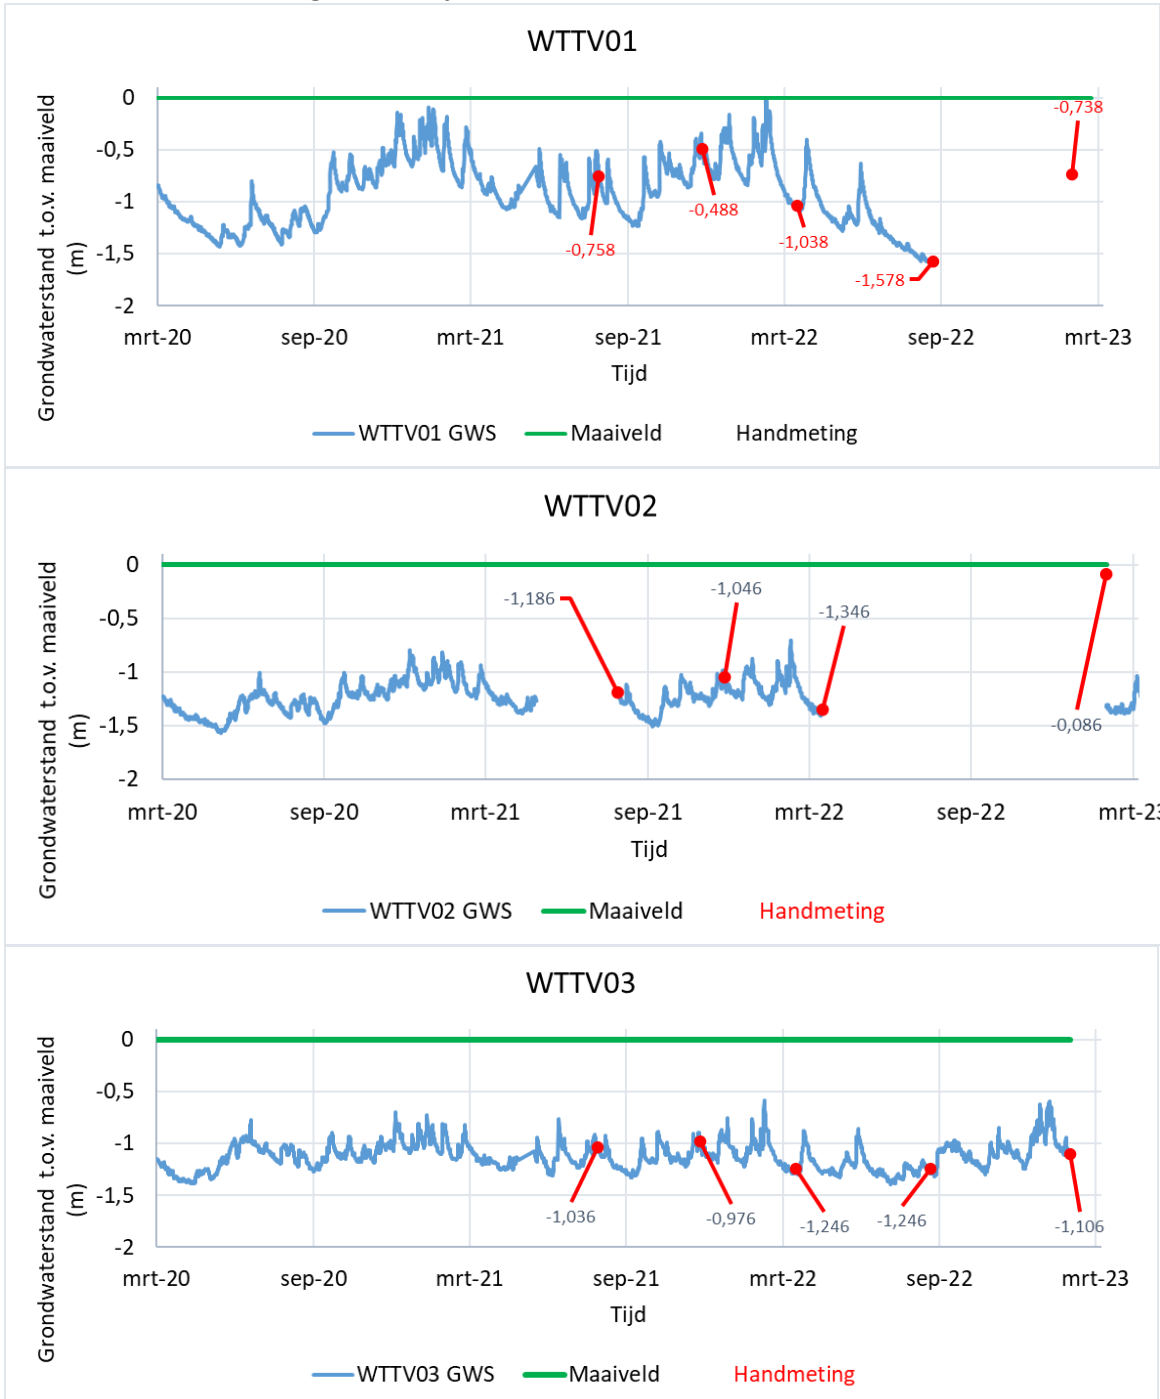 WTTV01
Grondwaterstand t.o.v. maaiveld
(m)
0
-0,5
-1
-1,5
-2
-0,738
-0,488
-0,758
-1,038
-1,578
mrt-20 sep-20 mrt-21 sep-21 mrt-22 sep-22 mrt-23
Tijd
WTTV01 GWS Maaiveld Handmeting
WTTV02
Grondwaterstand t.o.v. maaiveld
(m)
0
-0,5
-1
-1,5
-2
-1,186
-1,046
-1,346
-0,086
mrt-20 sep-20 mrt-21 sep-21 mrt-22 sep-22 mrt-23
Tijd
WTTV02 GWS Maaiveld Handmeting
WTTV03
Grondwaterstand t.o.v. maaiveld
(m)
0
-0,5
-1
-1,5
-2
-1,036
-0,976
-1,246
-1,246
-1,106
mrt-20 sep-20 mrt-21 sep-21 mrt-22 sep-22 mrt-23
Tijd
WTTV03 GWS Maaiveld Handmeting